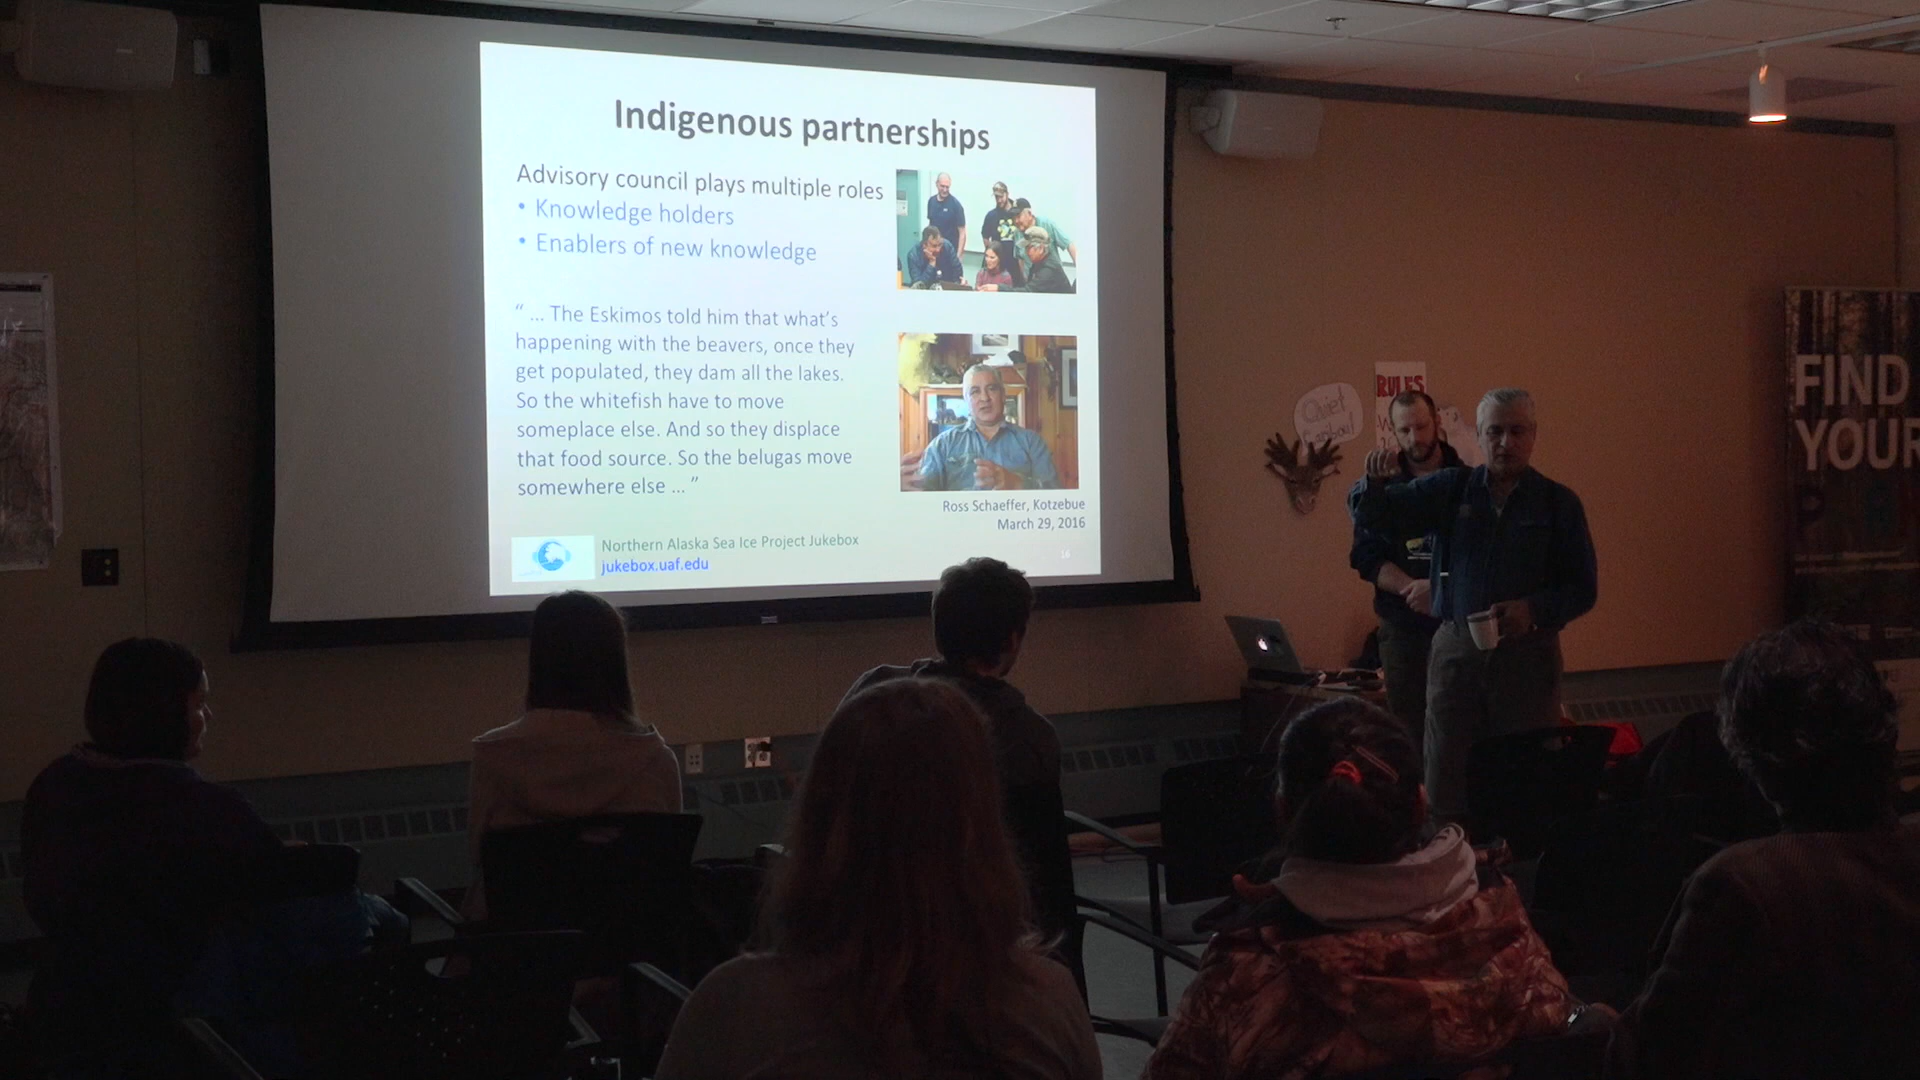 Indigenous partnerships
Advisory council plays multiple roles
• Knowledge holders
• Enablers of new knowledge
“ ... The Eskimos told him that what’s
happening with the beavers, once they
get populated, they dam all the lakes.
So the whitefish have to move
someplace else. And so they displace
that food source. So the belugas move
somewhere else ... ”
Ross Schaeffer, Kotzebue
March 29, 2016
Northern Alaska Sea Ice Project Jukebox
jukebox.uaf.edu
16
Quiet
RULES
FIND
YOUR